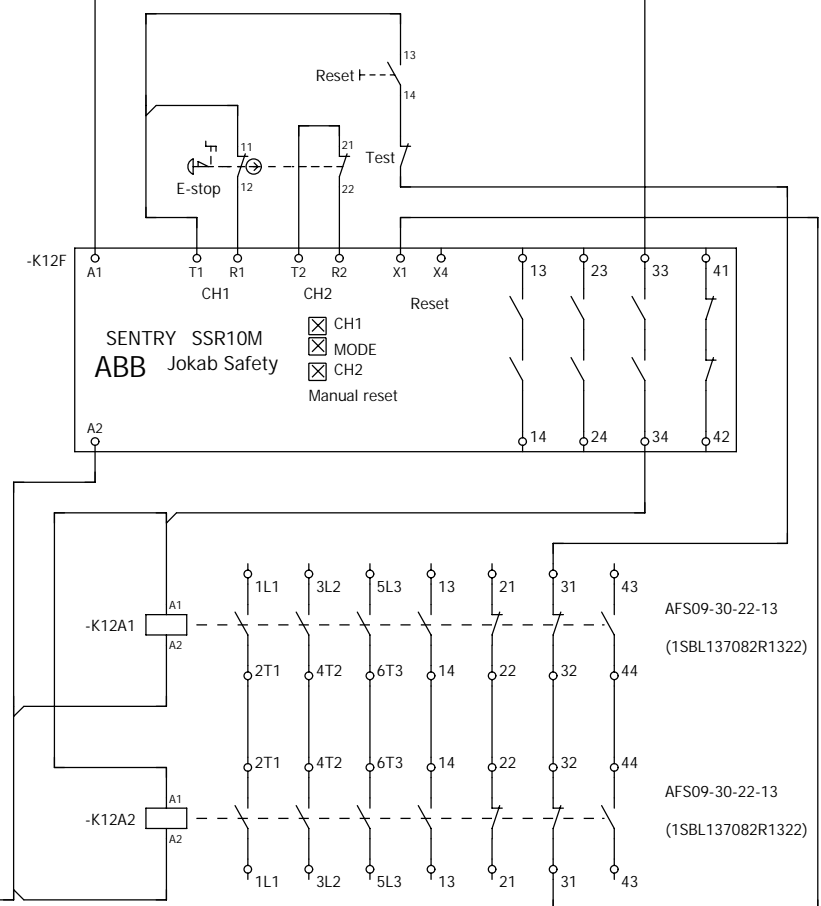 13
Reset
14
11
21
Test
E-stop
12
22
-K12F
A1
T1
R1
T2
R2
X1
X4
13
23
33
41
CH1
CH2
Reset
SENTRY SSR10M
ABB Jokab Safety
CH1
MODE
CH2
Manual reset
A2
14
24
34
42
1L1
3L2
5L3
13
21
31
43
A1
-K12A1
A2
AFS09-30-22-13
(1SBL137082R1322)
2T1
4T2
6T3
14
22
32
44
2T1
4T2
6T3
14
22
32
44
A1
-K12A2
A2
AFS09-30-22-13
(1SBL137082R1322)
1L1
3L2
5L3
13
21
31
43